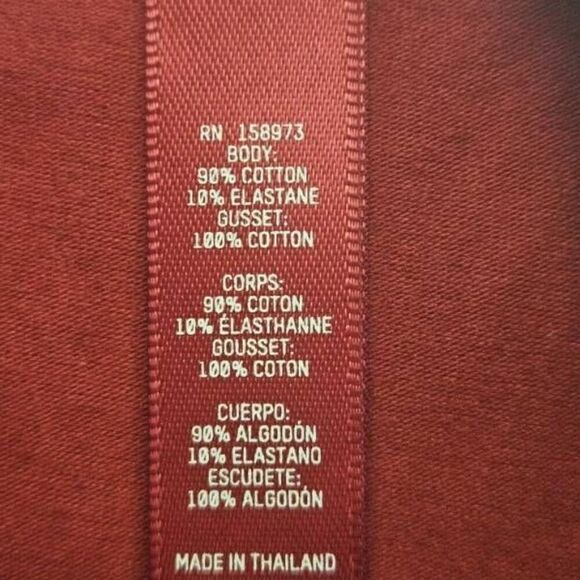 RN 158973
BODY:
90% COTTON
10% ELASTANE
GUSSET:
100% COTTON
CORPS:
90% COTON
10% ÉLASTHANNE
GOUSSET:
100% COTON
CUERPO:
90% ALGODÓN
10% ELASTANO
ESCUDETE:
100% ALGODÓN
MADE IN THAILAND